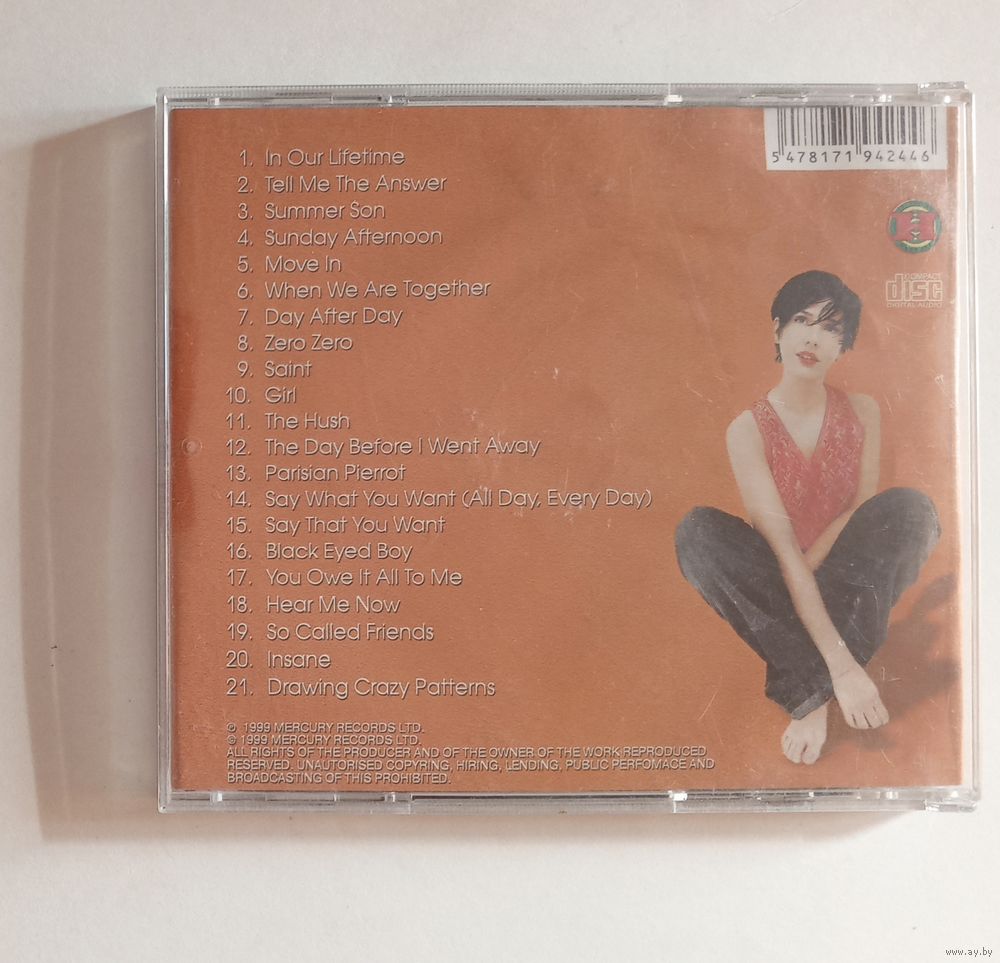 5 478171 942446
COMPACT
disc
DIGITAL AUDIO
1. In Our Lifetime
2. Tell Me The Answer
3. Summer Son
4. Sunday Afternoon
5. Move In
6. When We Are Together
7. Day After Day
8. Zero Zero
9. Saint
10. Girl
11. The Hush
12. The Day Before I Went Away
13. Parisian Pierrot
14. Say What You Want (All Day, Every Day)
15. Say That You Want
16. Black Eyed Boy
17. You Owe It All To Me
18. Hear Me Now
19. So Called Friends
20. Insane
21. Drawing Crazy Patterns
℗ 1999 MERCURY RECORDS LTD.
© 1999 MERCURY RECORDS LTD.
ALL RIGHTS OF THE PRODUCER AND OF THE OWNER OF THE WORK REPRODUCED
RESERVED. UNAUTORISED COPYRING, HIRING, LENDING, PUBLIC PERFOMACE AND
BROADCASTING OF THIS PROHIBITED.
www.ay.by